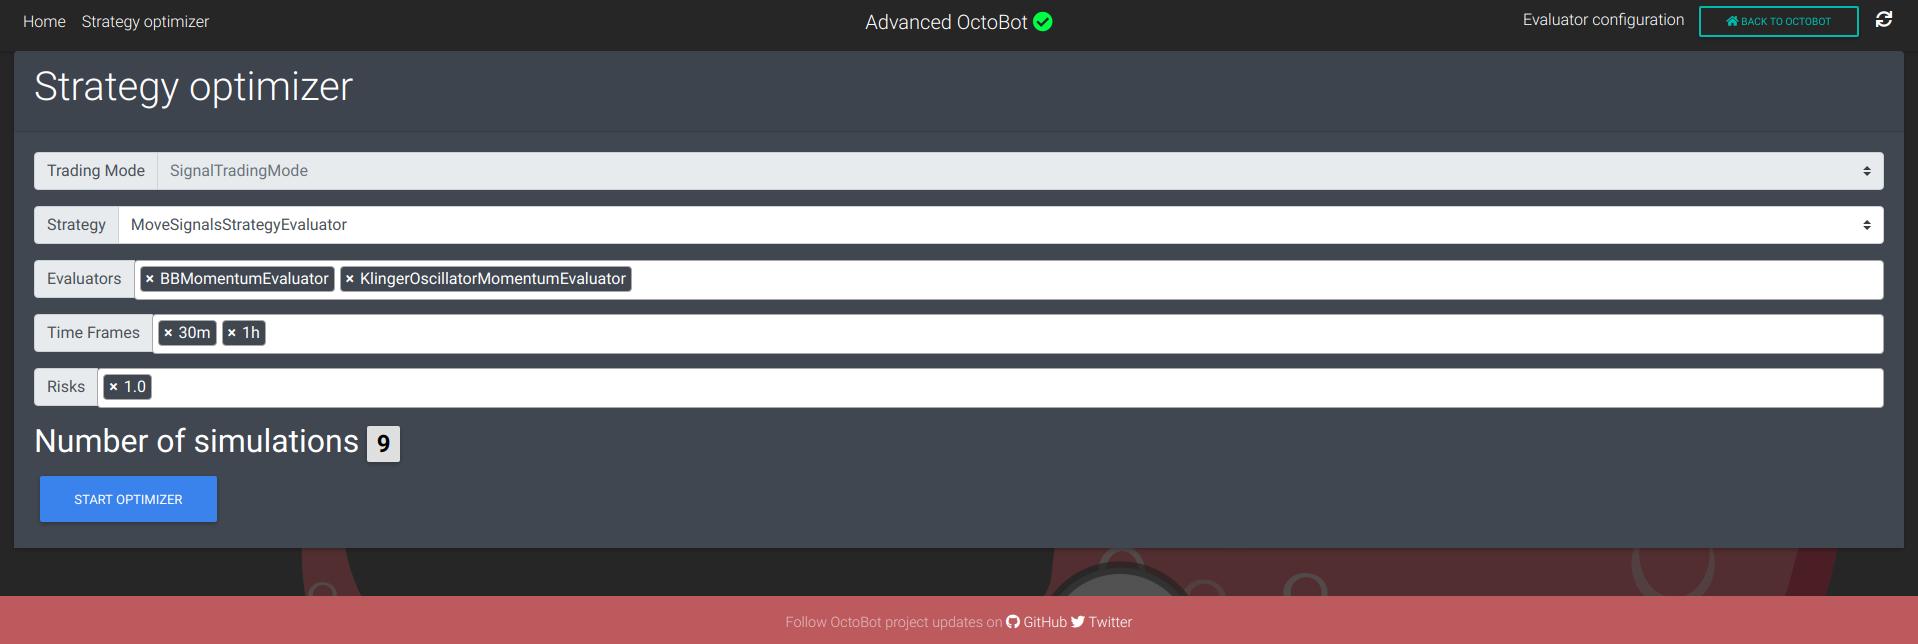 Home Strategy optimizer Advanced OctoBot Evaluator configuration BACK TO OCTOBOT
Strategy optimizer
Trading Mode SignalTradingMode
Strategy MoveSignalsStrategyEvaluator
Evaluators × BBMomentumEvaluator × KlingerOscillatorMomentumEvaluator
Time Frames × 30m × 1h
Risks × 1.0
Number of simulations 9
START OPTIMIZER
Follow OctoBot project updates on GitHub Twitter